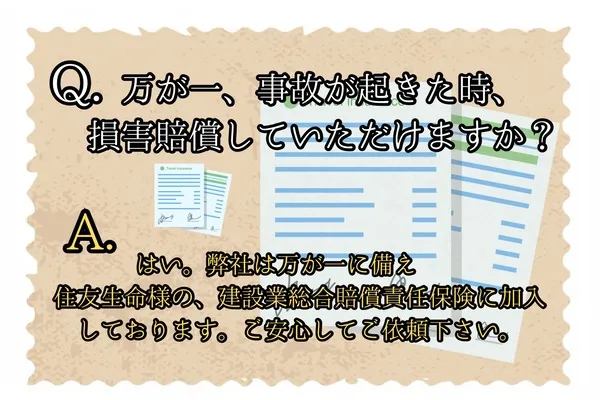 Q. 万が一、事故が起きた時、
損害賠償していただけますか？
Travel Insurance
A.
はい。弊社は万が一に備え
住友生命様の、建設業総合賠償責任保険に加入
しております。ご安心してご依頼下さい。